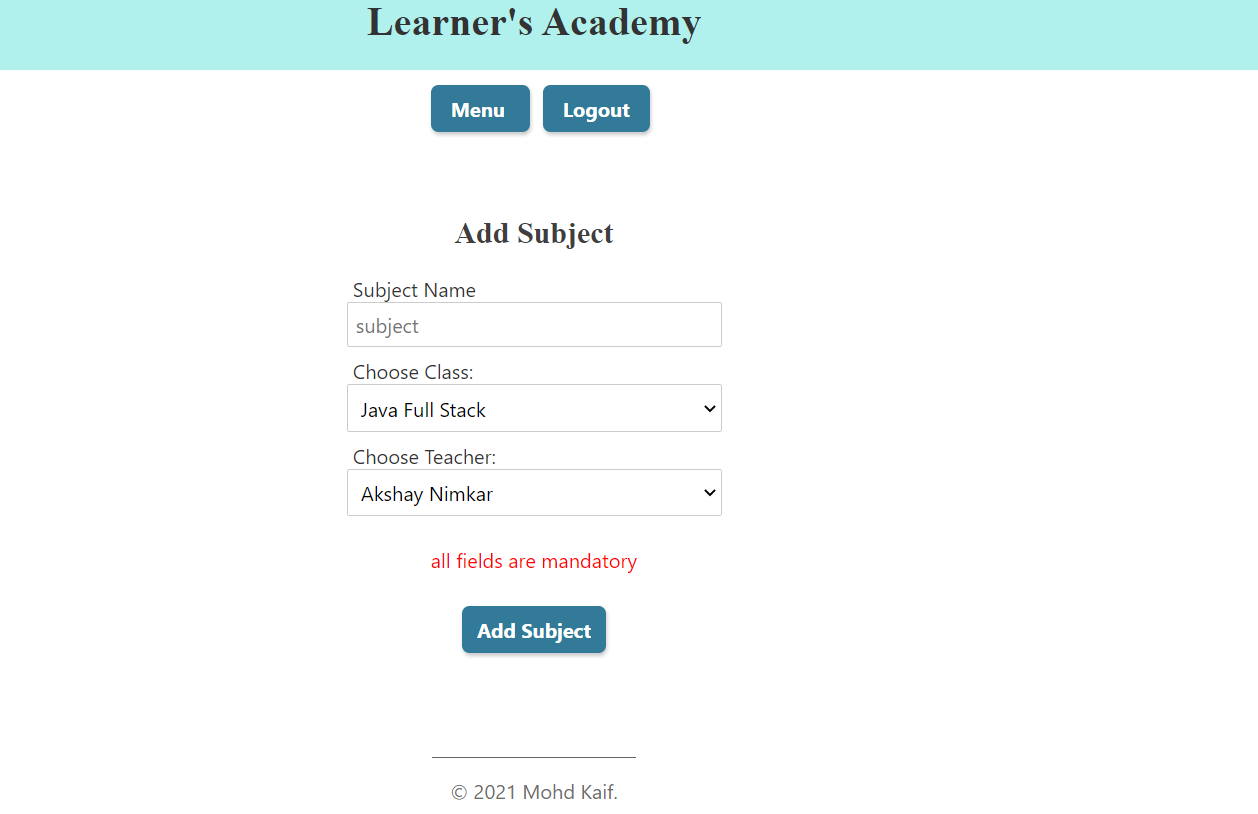 Learner's Academy
Menu Logout
Add Subject
Subject Name
subject
Choose Class:
Java Full Stack
Choose Teacher:
Akshay Nimkar
all fields are mandatory
Add Subject
© 2021 Mohd Kaif.